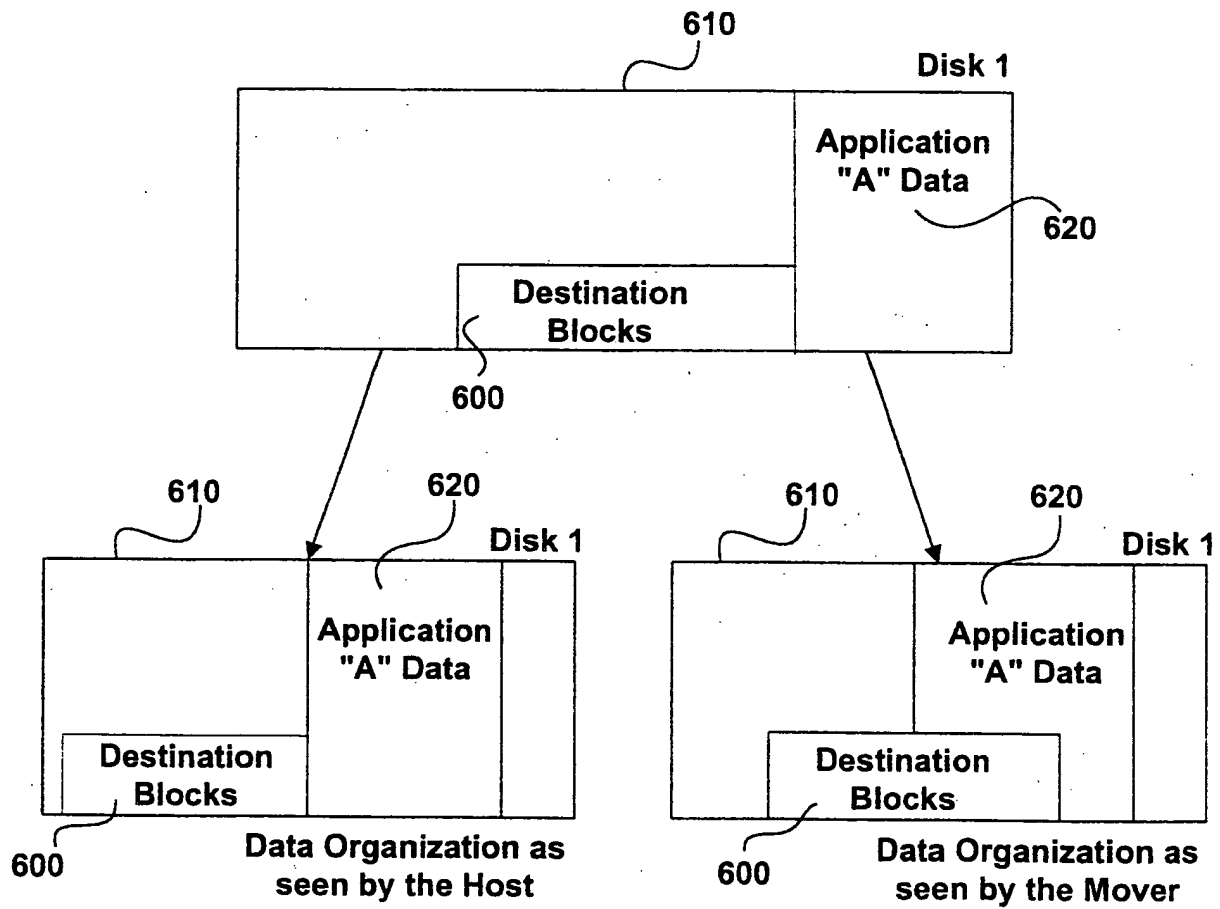 610
Disk 1
Application
"A" Data
620
Destination
Blocks
600
610
620
Disk 1
Application
"A" Data
Destination
Blocks
600
Data Organization as
seen by the Host
610
620
Disk 1
Application
"A" Data
Destination
Blocks
600
Data Organization as
seen by the Mover